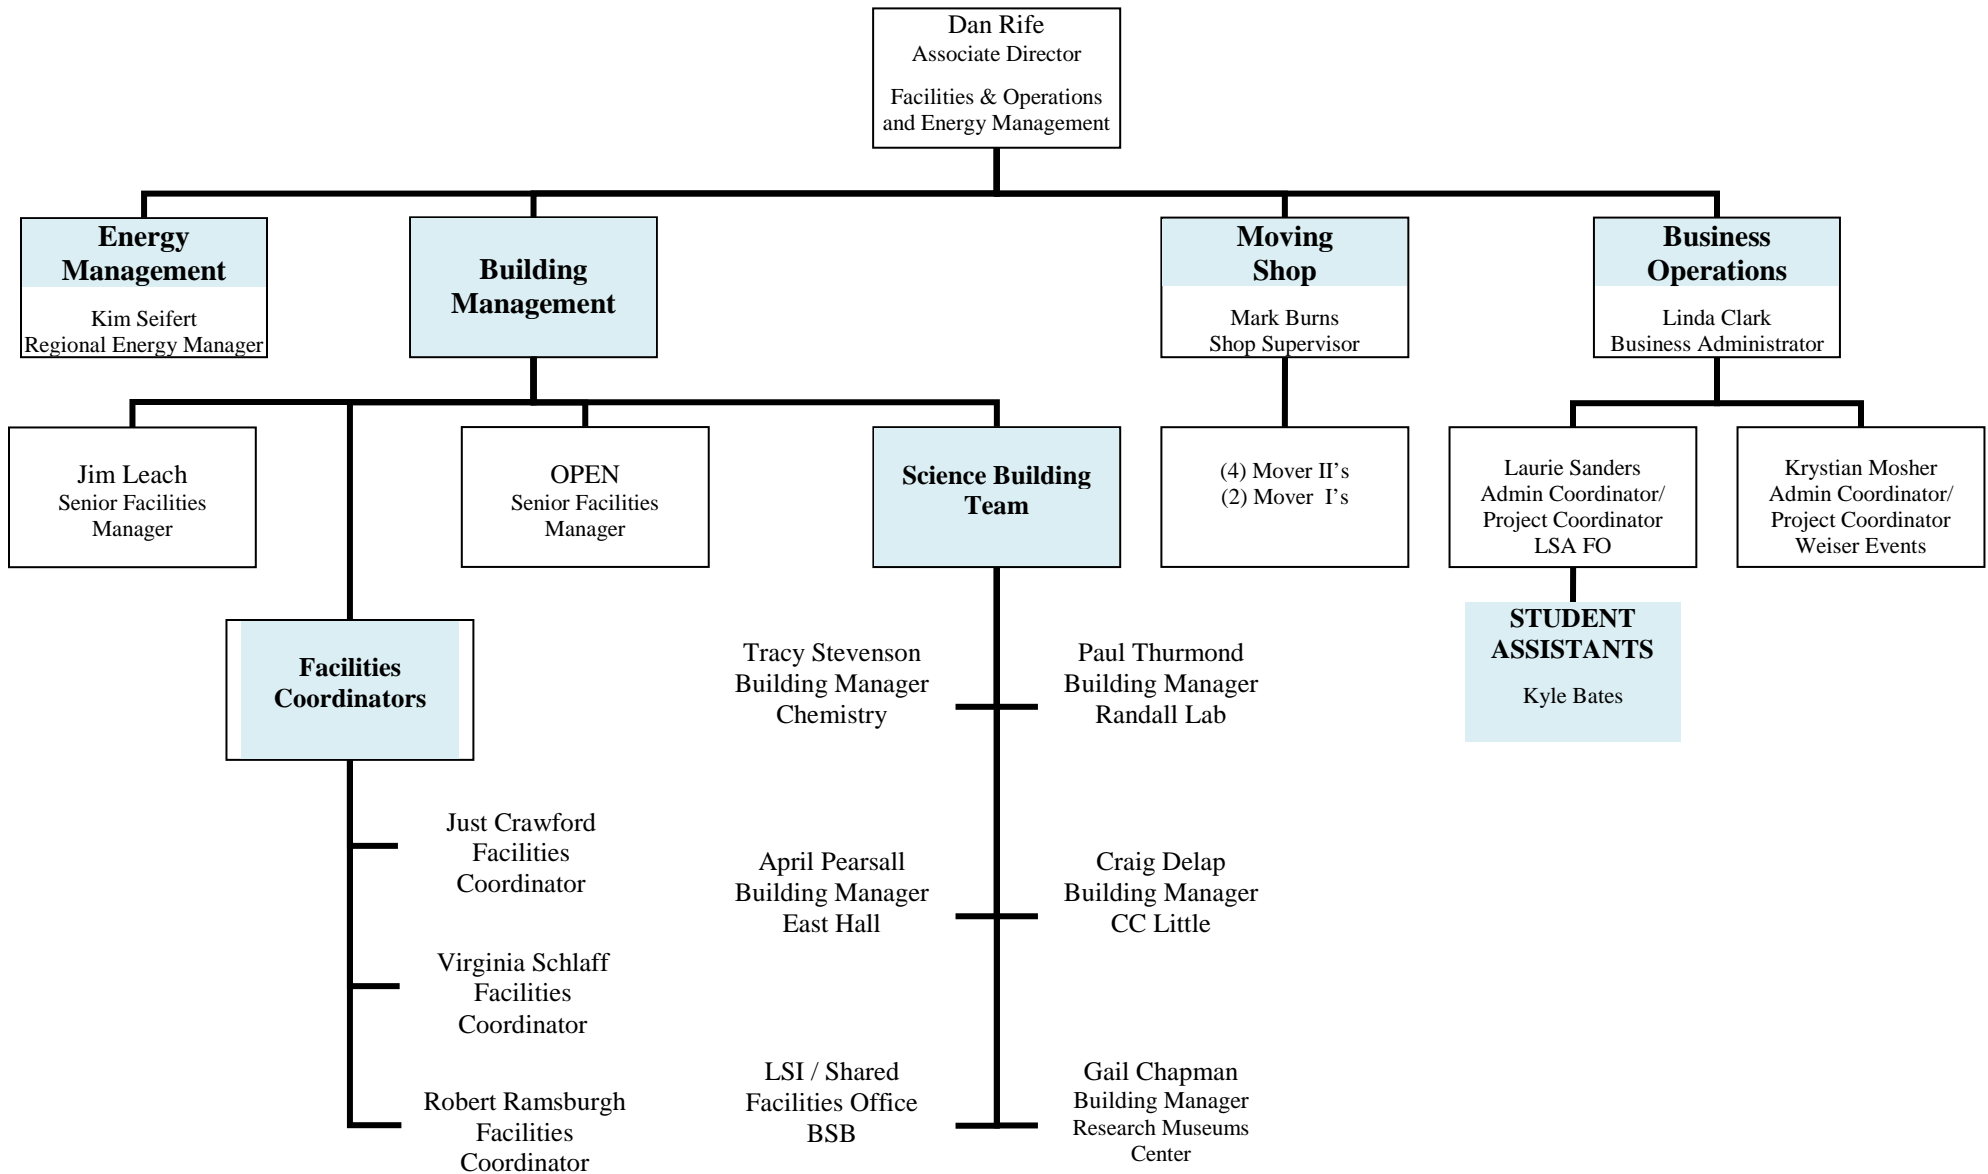 Dan Rife
Associate Director
Facilities & Operations
and Energy Management
Energy
Management
Kim Seifert
Regional Energy Manager
Building
Management
Moving
Shop
Mark Burns
Shop Supervisor
Business
Operations
Linda Clark
Business Administrator
Jim Leach
Senior Facilities
Manager
OPEN
Senior Facilities
Manager
Science Building
Team
(4) Mover II’s
(2) Mover I’s
Laurie Sanders
Admin Coordinator/
Project Coordinator
LSA FO
Krystian Mosher
Admin Coordinator/
Project Coordinator
Weiser Events
STUDENT
ASSISTANTS
Kyle Bates
Facilities
Coordinators
Tracy Stevenson
Building Manager
Chemistry
Paul Thurmond
Building Manager
Randall Lab
Just Crawford
Facilities
Coordinator
April Pearsall
Building Manager
East Hall
Craig Delap
Building Manager
CC Little
Virginia Schlaff
Facilities
Coordinator
Robert Ramsburgh
Facilities
Coordinator
LSI / Shared
Facilities Office
BSB
Gail Chapman
Building Manager
Research Museums
Center